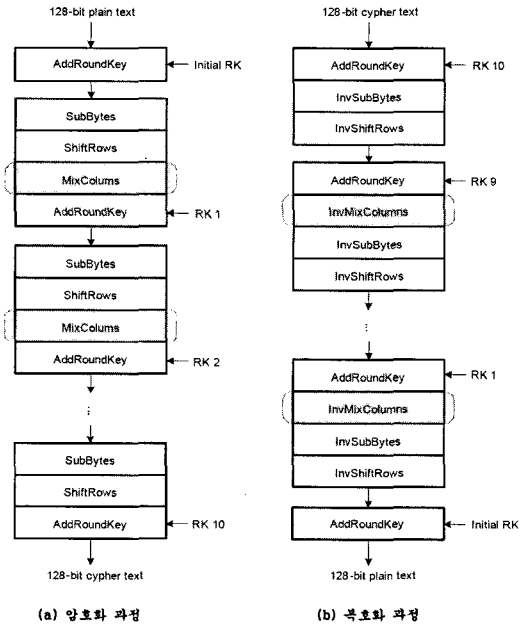 128-bit plain text
AddRoundKey
Initial RK
SubBytes
ShiftRows
MixColums
AddRoundKey
RK 1
SubBytes
ShiftRows
MixColums
AddRoundKey
RK 2
...
SubBytes
ShiftRows
AddRoundKey
RK 10
128-bit cypher text
(a) 암호화 과정
128-bit cypher text
AddRoundKey
RK 10
InvSubBytes
InvShiftRows
AddRoundKey
RK 9
InvMixColumns
InvSubBytes
InvShiftRows
...
AddRoundKey
RK 1
InvMixColumns
InvSubBytes
InvShiftRows
AddRoundKey
Initial RK
128-bit plain text
(b) 복호화 과정